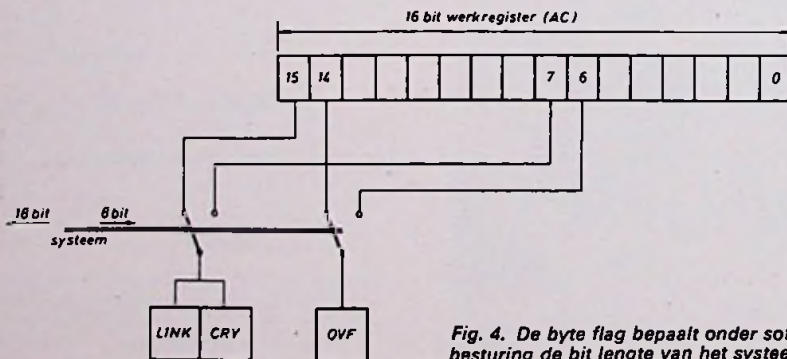 16 bit werkregister (AC)
15 14 7 6 0
16 bit 8 bit
systeem
LINK CRY OVF
Fig. 4. De byte flag bepaalt onder
besturing de bit lengte van het